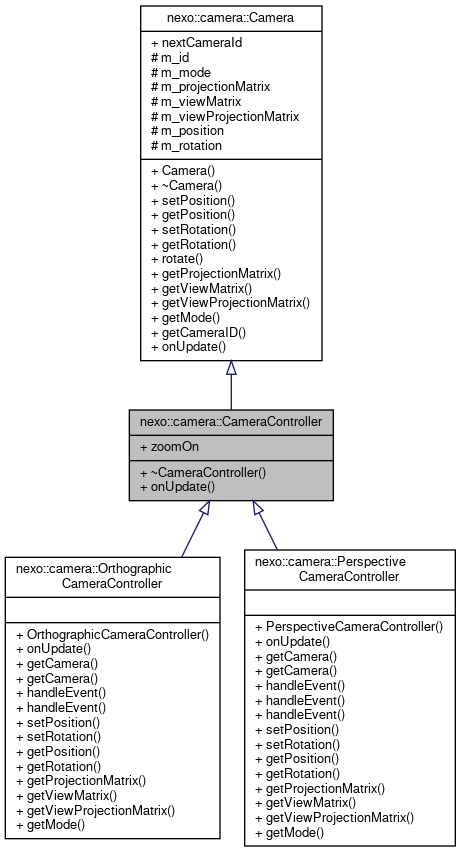 nexo::camera::Camera
+ nextCameraId
# m_id
# m_mode
# m_projectionMatrix
# m_viewMatrix
# m_viewProjectionMatrix
# m_position
# m_rotation
+ Camera()
+ ~Camera()
+ setPosition()
+ getPosition()
+ setRotation()
+ getRotation()
+ rotate()
+ getProjectionMatrix()
+ getViewMatrix()
+ getViewProjectionMatrix()
+ getMode()
+ getCameraID()
+ onUpdate()
nexo::camera::CameraController
+ zoomOn
+ ~CameraController()
+ onUpdate()
nexo::camera::Orthographic
CameraController
+ OrthographicCameraController()
+ onUpdate()
+ getCamera()
+ getCamera()
+ handleEvent()
+ handleEvent()
+ setPosition()
+ setRotation()
+ getPosition()
+ getRotation()
+ getProjectionMatrix()
+ getViewMatrix()
+ getViewProjectionMatrix()
+ getMode()
nexo::camera::Perspective
CameraController
+ PerspectiveCameraController()
+ onUpdate()
+ getCamera()
+ getCamera()
+ handleEvent()
+ handleEvent()
+ handleEvent()
+ setPosition()
+ setRotation()
+ getPosition()
+ getRotation()
+ getProjectionMatrix()
+ getViewMatrix()
+ getViewProjectionMatrix()
+ getMode()